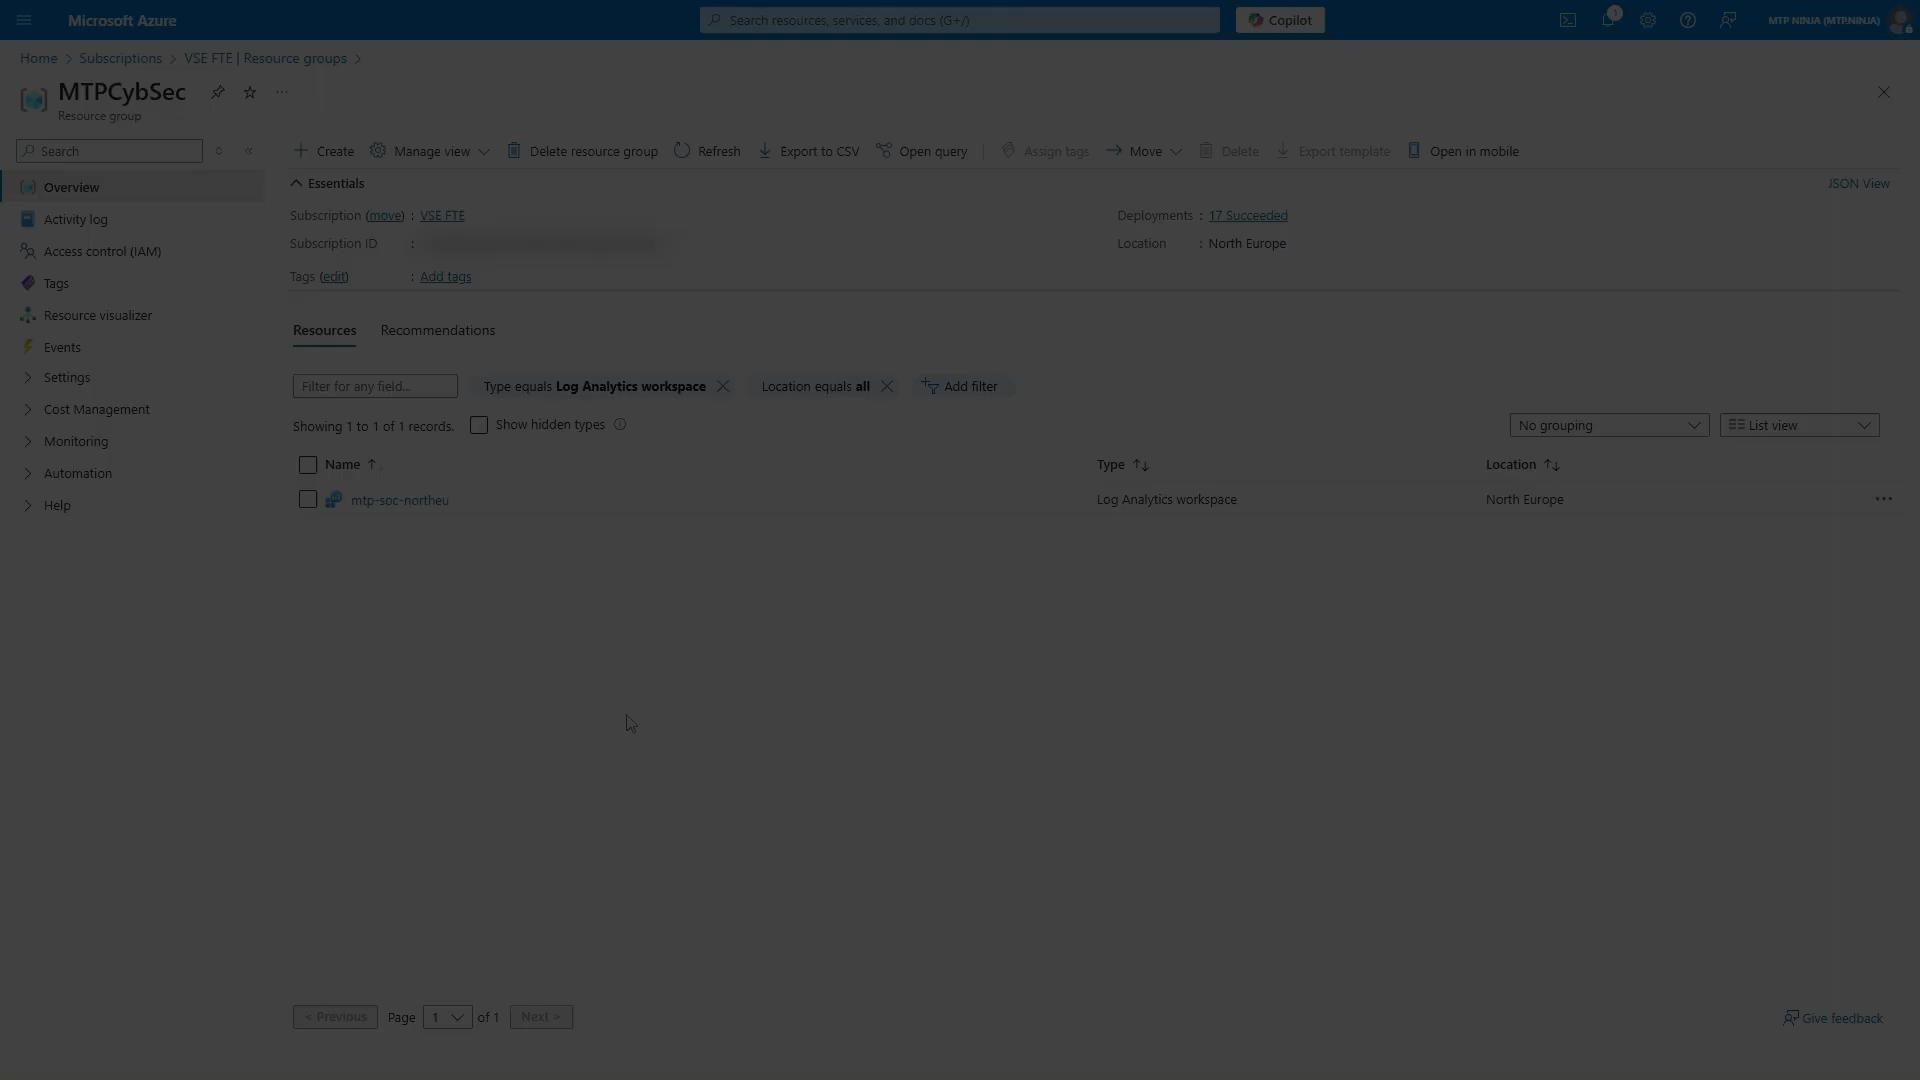 Microsoft Azure
Search resources, services, and docs (G+/)
Copilot
1
MTP NINJA (MTP.NINJA)
Home > Subscriptions > VSE FTE | Resource groups >
MTPCybSec
Resource group
Search
Create
Manage view
Delete resource group
Refresh
Export to CSV
Open query
Assign tags
Move
Delete
Export template
Open in mobile
Overview
Activity log
Access control (IAM)
Tags
Resource visualizer
Events
Settings
Cost Management
Monitoring
Automation
Help
Essentials
JSON View
Subscription (move) : VSE FTE
Deployments : 17 Succeeded
Subscription ID :
Location : North Europe
Tags (edit) : Add tags
Resources
Recommendations
Filter for any field...
Type equals Log Analytics workspace
Location equals all
Add filter
Showing 1 to 1 of 1 records.
Show hidden types
No grouping
List view
Name
Type
Location
mtp-soc-northeu
Log Analytics workspace
North Europe
< Previous
Page 1 of 1
Next >
Give feedback